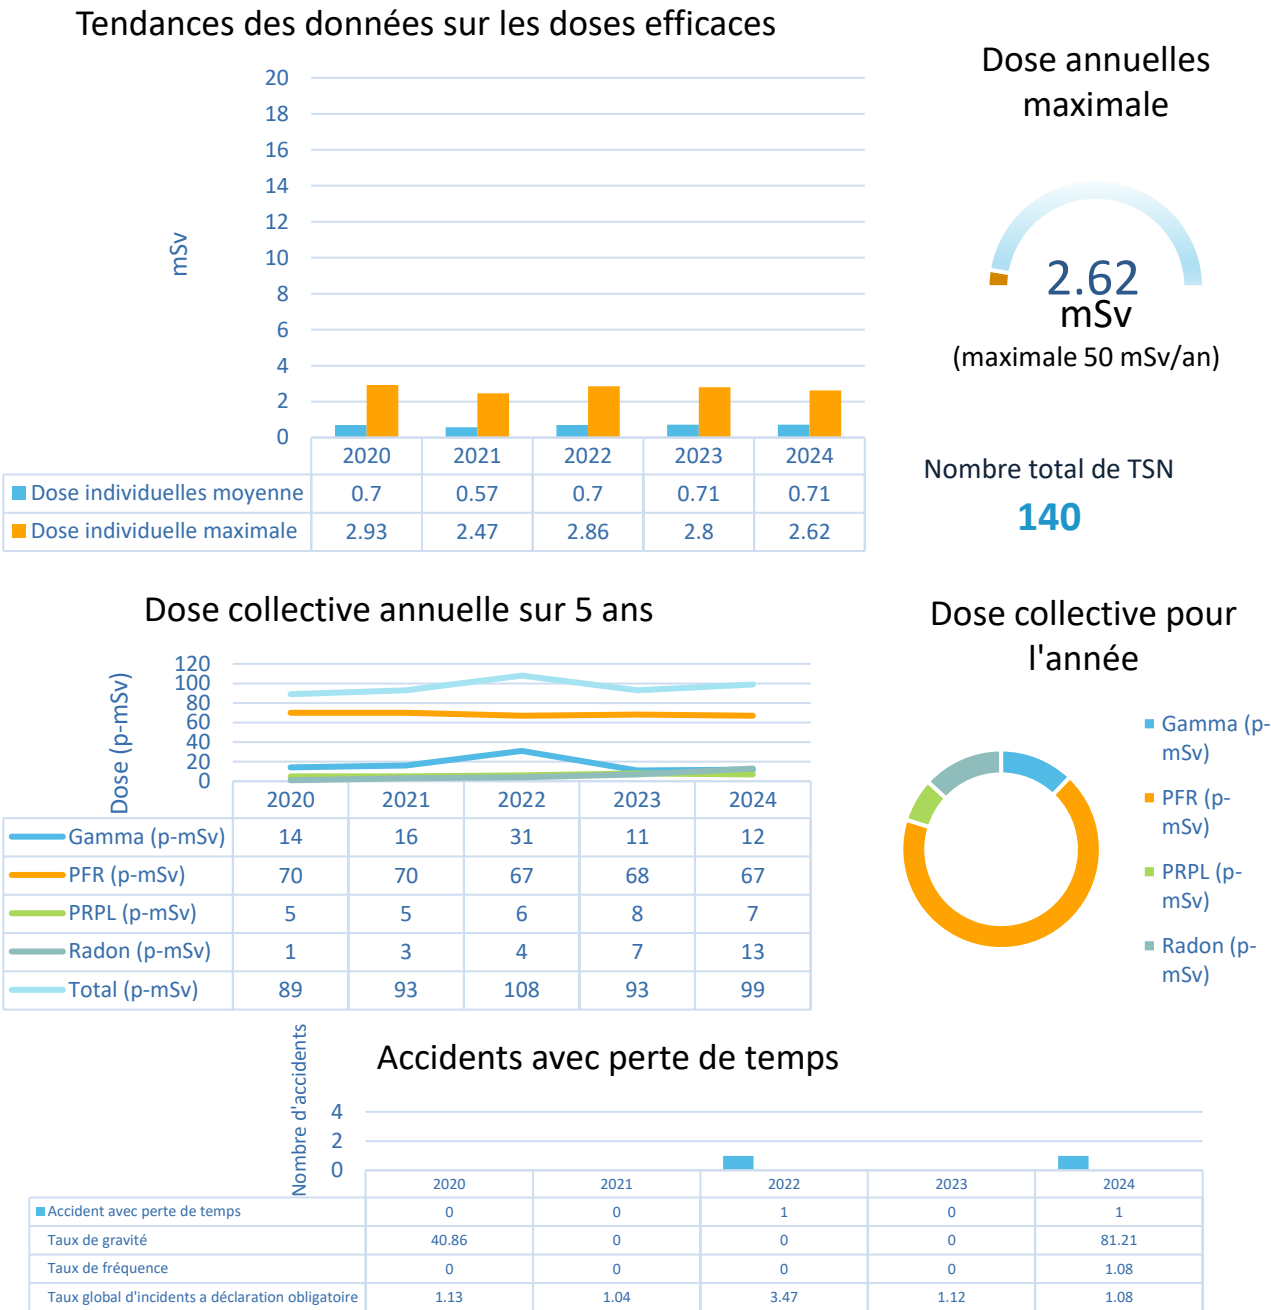 Tendances des données sur les doses efficaces
20
18
16
14
12
10
8
6
4
2
0
mSv
2020 2021 2022 2023 2024
Dose individuelles moyenne 0.7 0.57 0.7 0.71 0.71
Dose individuelle maximale 2.93 2.47 2.86 2.8 2.62
Dose annuelles
maximale
2.62
mSv
(maximale 50 mSv/an)
Nombre total de TSN
140
Dose collective annuelle sur 5 ans
Dose (p-mSv)
120
100
80
60
40
20
0
2020 2021 2022 2023 2024
Gamma (p-mSv) 14 16 31 11 12
PFR (p-mSv) 70 70 67 68 67
PRPL (p-mSv) 5 5 6 8 7
Radon (p-mSv) 1 3 4 7 13
Total (p-mSv) 89 93 108 93 99
Dose collective pour
l'année
Gamma (p-
mSv)
PFR (p-
mSv)
PRPL (p-
mSv)
Radon (p-
mSv)
Accidents avec perte de temps
Nombre d'accidents
4
2
0
2020 2021 2022 2023 2024
Accident avec perte de temps 0 0 1 0 1
Taux de gravité 40.86 0 0 0 81.21
Taux de fréquence 0 0 0 0 1.08
Taux global d'incidents a déclaration obligatoire 1.13 1.04 3.47 1.12 1.08